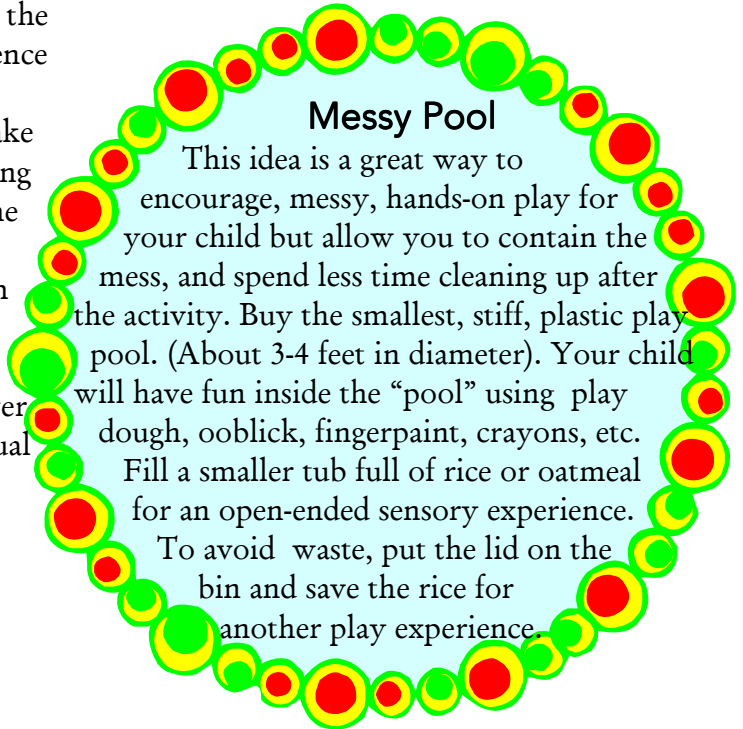 the
Messy Pool
This idea is a great way to
encourage, messy, hands-on play for
your child but allow you to contain the
mess, and spend less time cleaning up after
the activity. Buy the smallest, stiff, plastic play
pool. (About 3-4 feet in diameter). Your child
will have fun inside the “pool” using  play
dough, ooblick, fingerpaint, crayons, etc.
Fill a smaller tub full of rice or oatmeal
for an open-ended sensory experience.
To avoid  waste, put the lid on the
bin and save the rice for
another play experience.